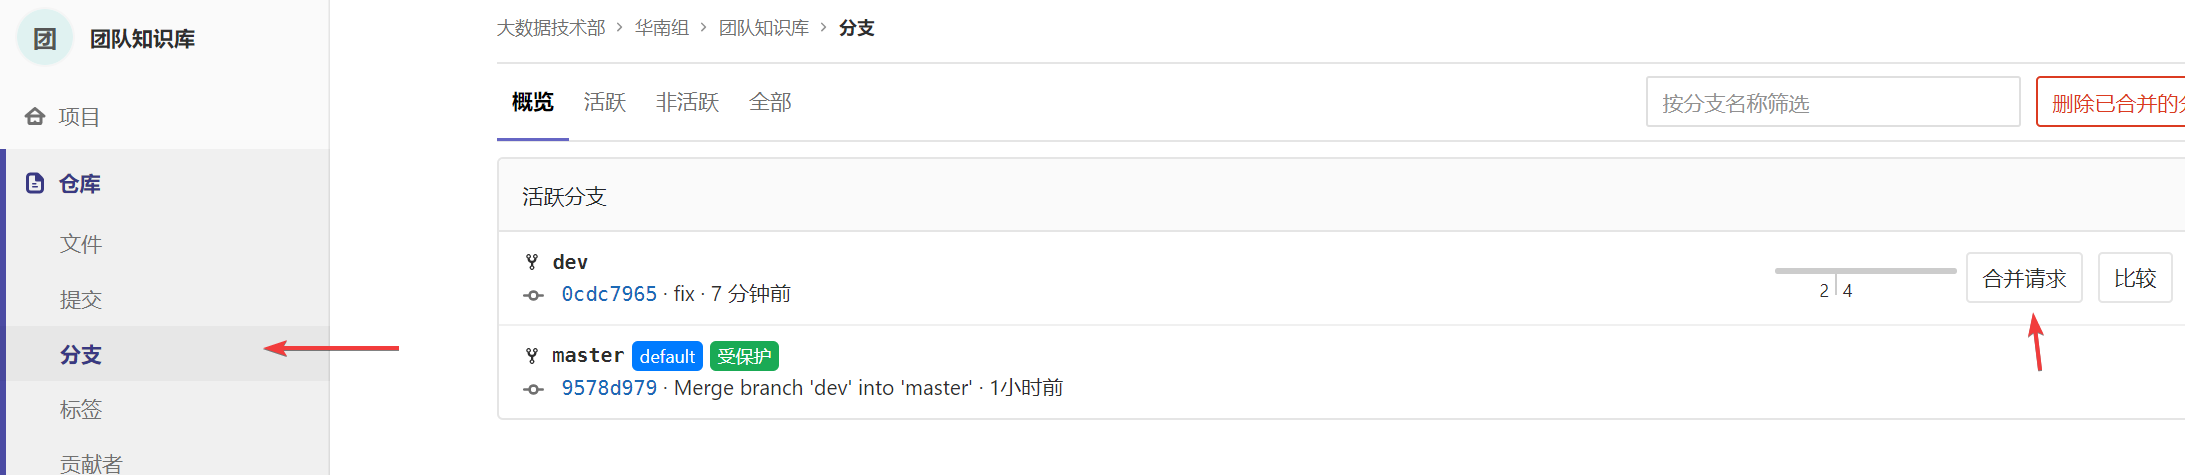 团 团队知识库
项目
仓库
文件
提交
分支
标签
贡献者
大数据技术部 › 华南组 › 团队知识库 › 分支
概览 活跃 非活跃 全部 按分支名称筛选 删除已合并的
活跃分支
dev
0cdc7965 · fix · 7 分钟前
2 4 合并请求 比较
master default 受保护
9578d979 · Merge branch 'dev' into 'master' · 1小时前